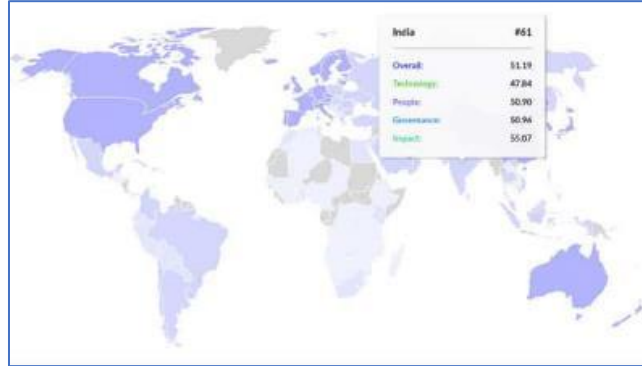 India #61
Overall: 51.19
Technology: 47.84
People: 50.90
Governance: 50.96
Impact: 55.07